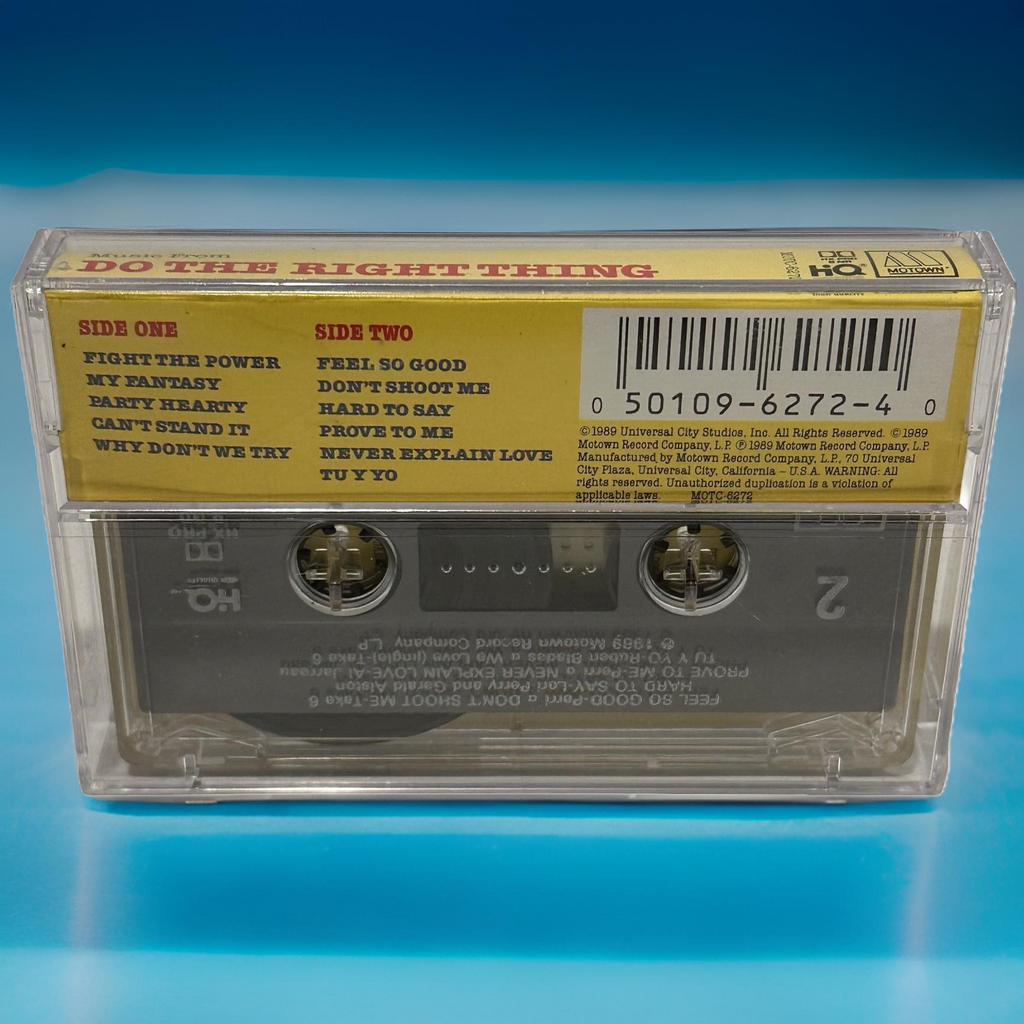 Music From
DO THE RIGHT THING
HQ
MOTOWN
SIDE ONE
FIGHT THE POWER
MY FANTASY
PARTY HEARTY
CAN'T STAND IT
WHY DON'T WE TRY
SIDE TWO
FEEL SO GOOD
DON'T SHOOT ME
HARD TO SAY
PROVE TO ME
NEVER EXPLAIN LOVE
TU Y YO
0 50109-6272-4 0
©1989 Universal City Studios, Inc. All Rights Reserved. ©1989
Motown Record Company, L.P. ℗1989 Motown Record Company, L.P.
Manufactured by Motown Record Company, L.P., 70 Universal
City Plaza, Universal City, California – U.S.A. WARNING: All
rights reserved. Unauthorized duplication is a violation of
applicable laws. MOTC-6272
2
HX PRO
HQ
FEEL SO GOOD-Perri □ DON'T SHOOT ME-Take 6
HARD TO SAY-Lori Perry and Gerald Alston
PROVE TO ME-Perri □ NEVER EXPLAIN LOVE-Al Jarreau
TU Y YO-Ruben Blades □ We Love (jingle)-Take 6
℗ 1989 Motown Record Company L.P.